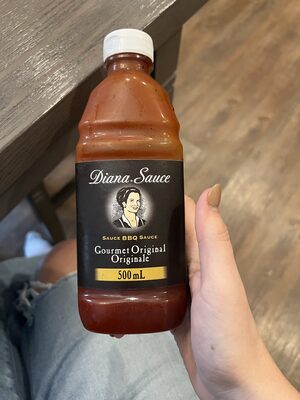 Diana Sauce
SAUCE BBQ SAUCE
Gourmet Original
Originale
500 mL